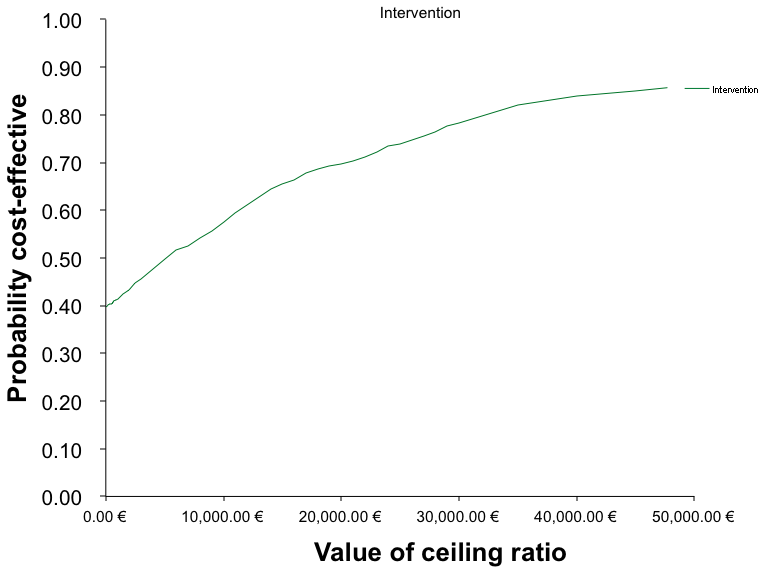 Intervention
1.00
0.90
0.80
0.70
0.60
0.50
0.40
0.30
0.20
0.10
0.00
Probability cost-effective
Intervention
0.00 € 10,000.00 € 20,000.00 € 30,000.00 € 40,000.00 € 50,000.00 €
Value of ceiling ratio